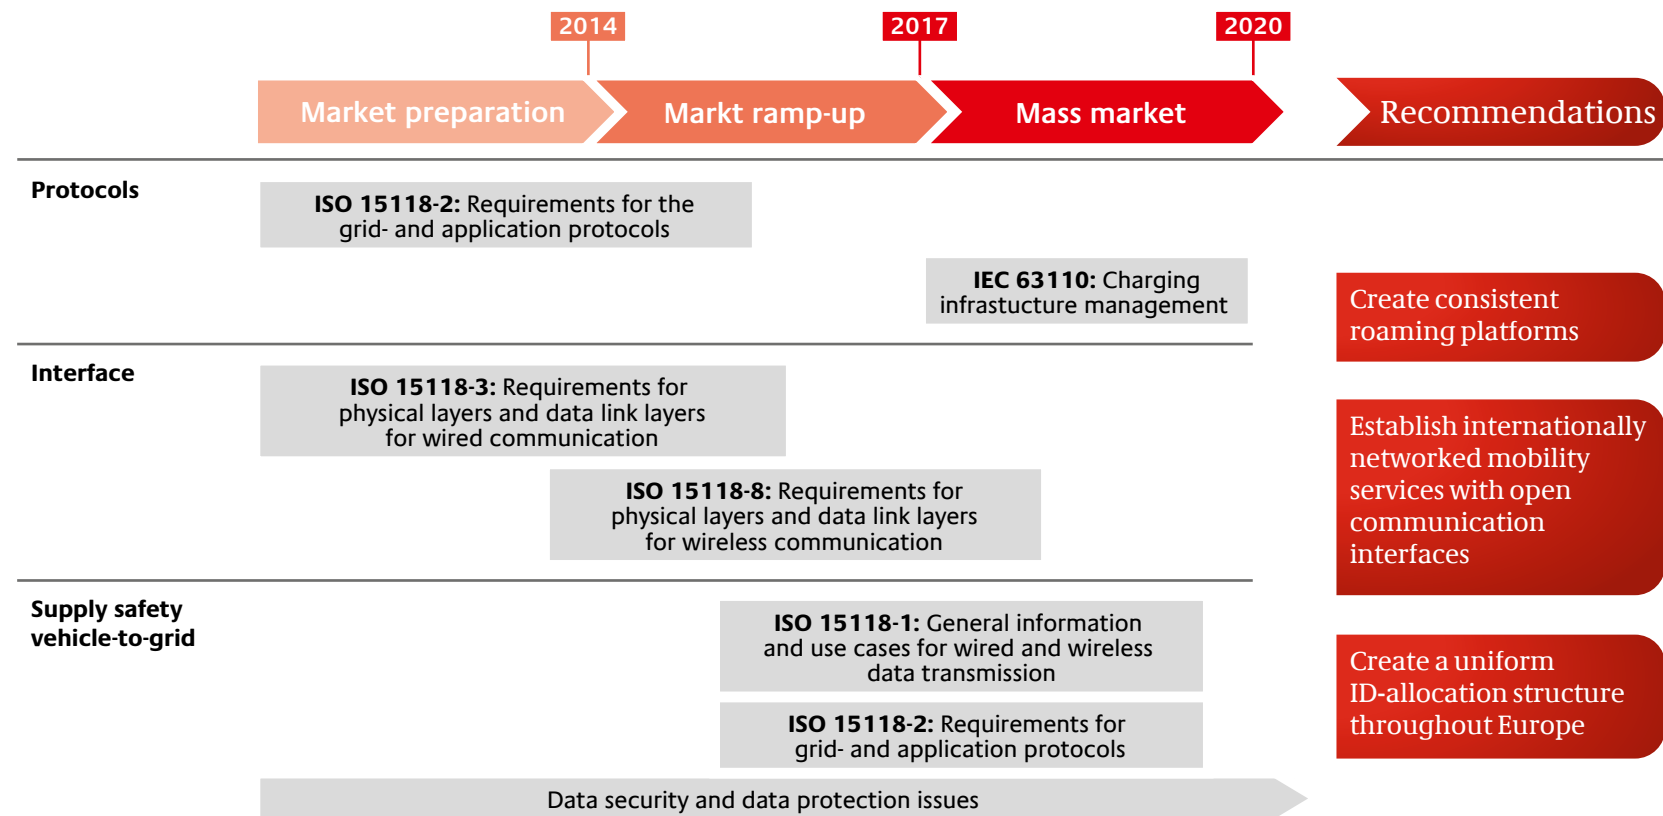 2014
2017
2020
Market preparation
Markt ramp-up
Mass market
Recommendations
Protocols
ISO 15118-2: Requirements for the
grid- and application protocols
IEC 63110: Charging
infrastucture management
Create consistent
roaming platforms
Interface
ISO 15118-3: Requirements for
physical layers and data link layers
for wired communication
ISO 15118-8: Requirements for
physical layers and data link layers
for wireless communication
Establish internationally
networked mobility
services with open
communication
interfaces
Supply safety
vehicle-to-grid
ISO 15118-1: General information
and use cases for wired and wireless
data transmission
ISO 15118-2: Requirements for
grid- and application protocols
Create a uniform
ID-allocation structure
throughout Europe
Data security and data protection issues